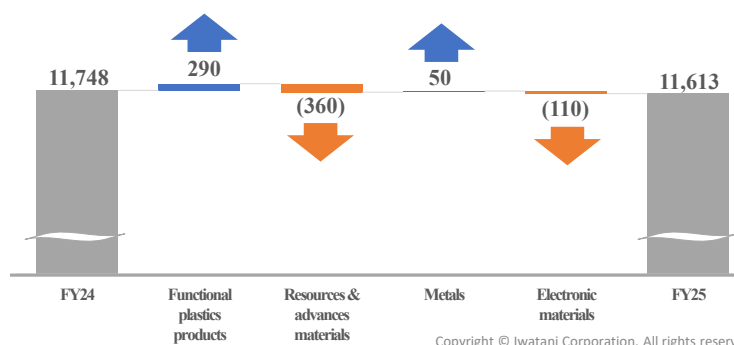 11,748
290
(360)
50
(110)
11,613
FY24
Functional
plastics
products
Resources &
advances
materials
Metals
Electronic
materials
FY25
Copyright © Iwatani Corporation. All rights reserv